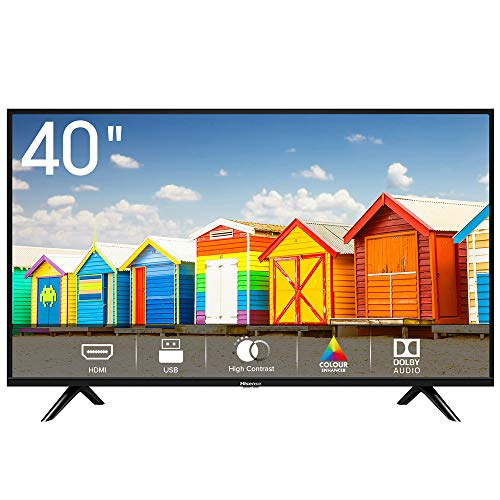 40"
HDMI
USB
High Contrast
COLOUR
ENHANCER
DOLBY
AUDIO
Hisense